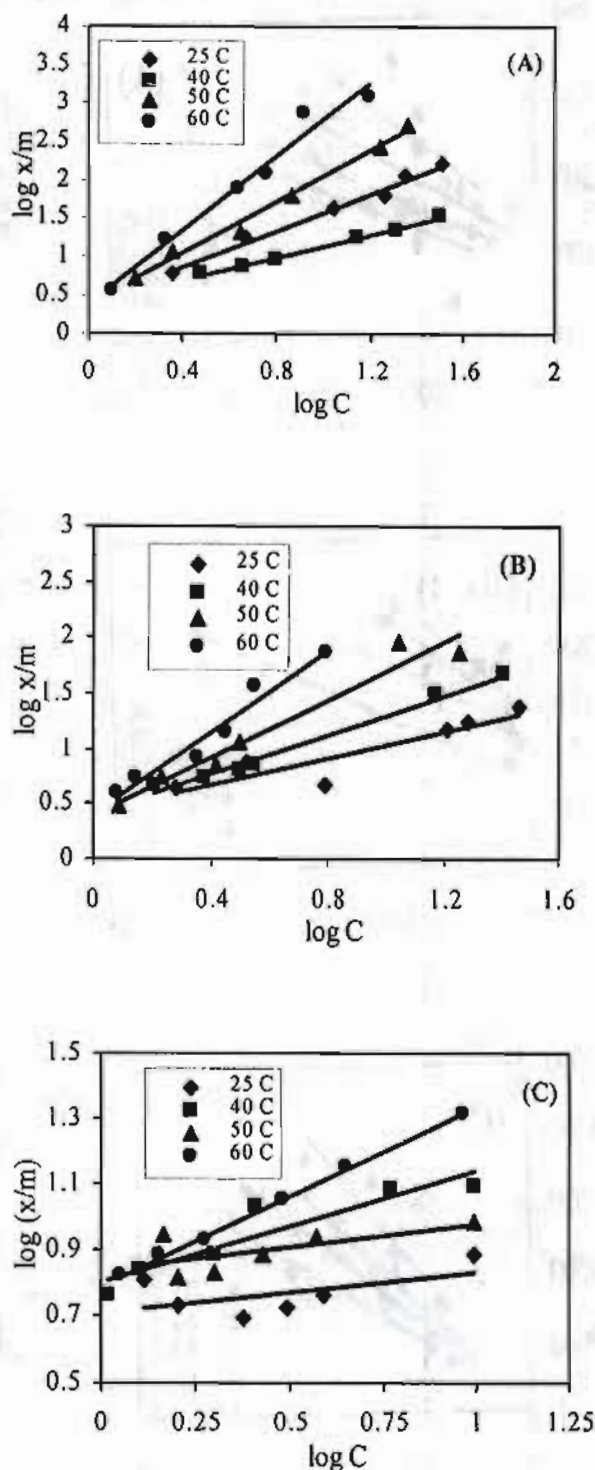 4
3.5
3
2.5
2
1.5
1
0.5
0
log x/m
25 C
40 C
50 C
60 C
(A)
0 0.4 0.8 1.2 1.6 2
log C
3
2.5
2
1.5
1
0.5
0
log x/m
25 C
40 C
50 C
60 C
(B)
0 0.4 0.8 1.2 1.6
log C
1.5
1.3
1.1
0.9
0.7
0.5
log (x/m)
25 C
40 C
50 C
60 C
(C)
0 0.25 0.5 0.75 1 1.25
log C